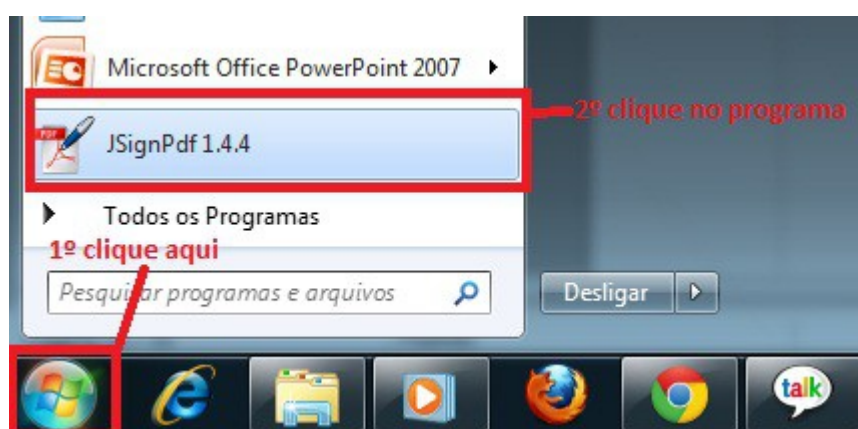 Microsoft Office PowerPoint 2007
2º clique no programa
PDF
JSignPdf 1.4.4
Todos os Programas
1º clique aqui
Pesquisar programas e arquivos
Desligar
talk